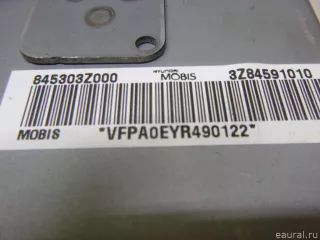 845303Z000
HYUNDAI
MOBIS
3Z84591010
MOBIS
*VFPA0EYR490122*
eaural.ru